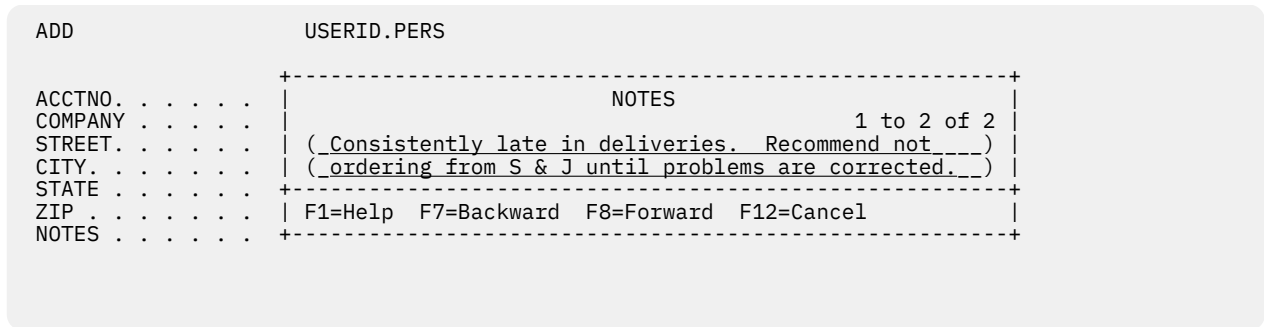 ADD USERID.PERS
+--------------------------------------------------------+
ACCTNO. . . . . . | NOTES |
COMPANY . . . . . | 1 to 2 of 2 |
STREET. . . . . . | (_Consistently late in deliveries. Recommend not____) |
CITY. . . . . . . | (_ordering from S & J until problems are corrected.__) |
STATE . . . . . . +--------------------------------------------------------+
ZIP . . . . . . . | F1=Help F7=Backward F8=Forward F12=Cancel |
NOTES . . . . . . +--------------------------------------------------------+